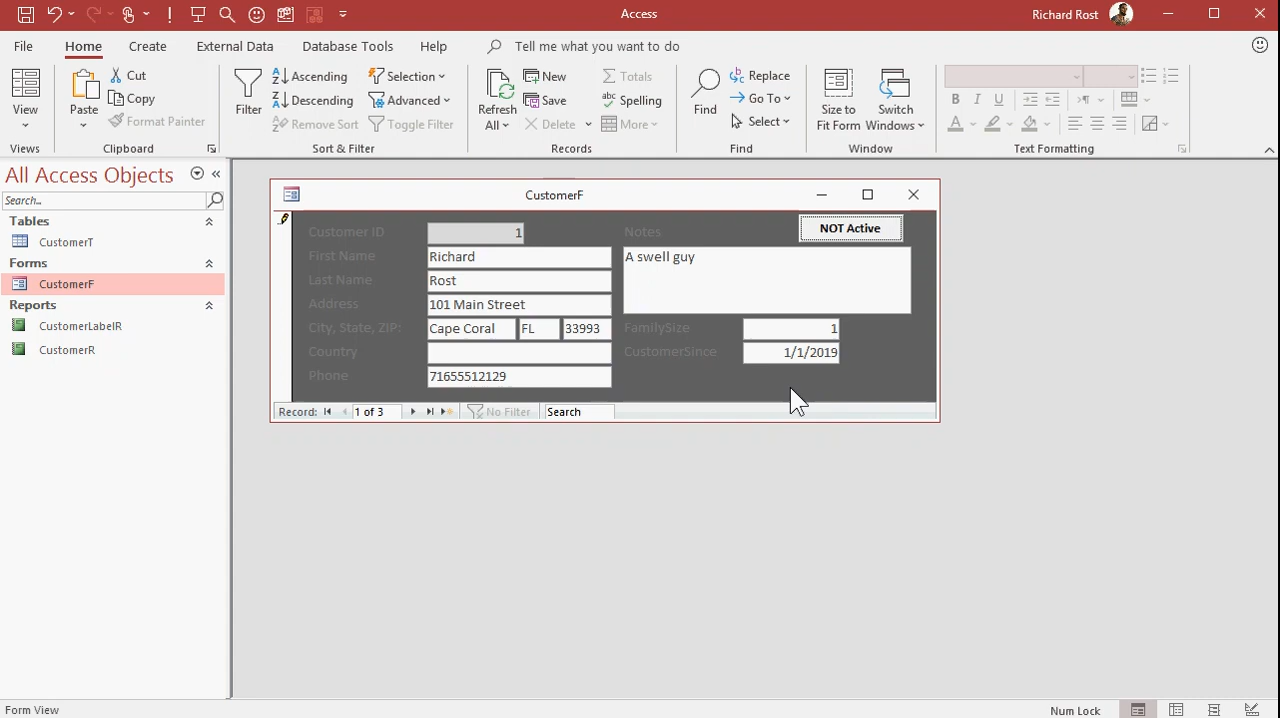 Access
Richard Rost
File
Home
Create
External Data
Database Tools
Help
Tell me what you want to do
View
Views
Paste
Cut
Copy
Format Painter
Clipboard
Filter
Ascending
Descending
Remove Sort
Selection
Advanced
Toggle Filter
Sort & Filter
Refresh
All
New
Save
Delete
Totals
Spelling
More
Records
Find
Replace
Go To
Select
Find
Size to
Fit Form
Switch
Windows
Window
B I U
A
Text Formatting
All Access Objects
Search...
Tables
CustomerT
Forms
CustomerF
Reports
CustomerLabelR
CustomerR
CustomerF
Customer ID 1
First Name Richard
Last Name Rost
Address 101 Main Street
City, State, ZIP: Cape Coral FL 33993
Country
Phone 71655512129
Notes
NOT Active
A swell guy
FamilySize 1
CustomerSince 1/1/2019
Record: 1 of 3 No Filter Search
Form View
Num Lock